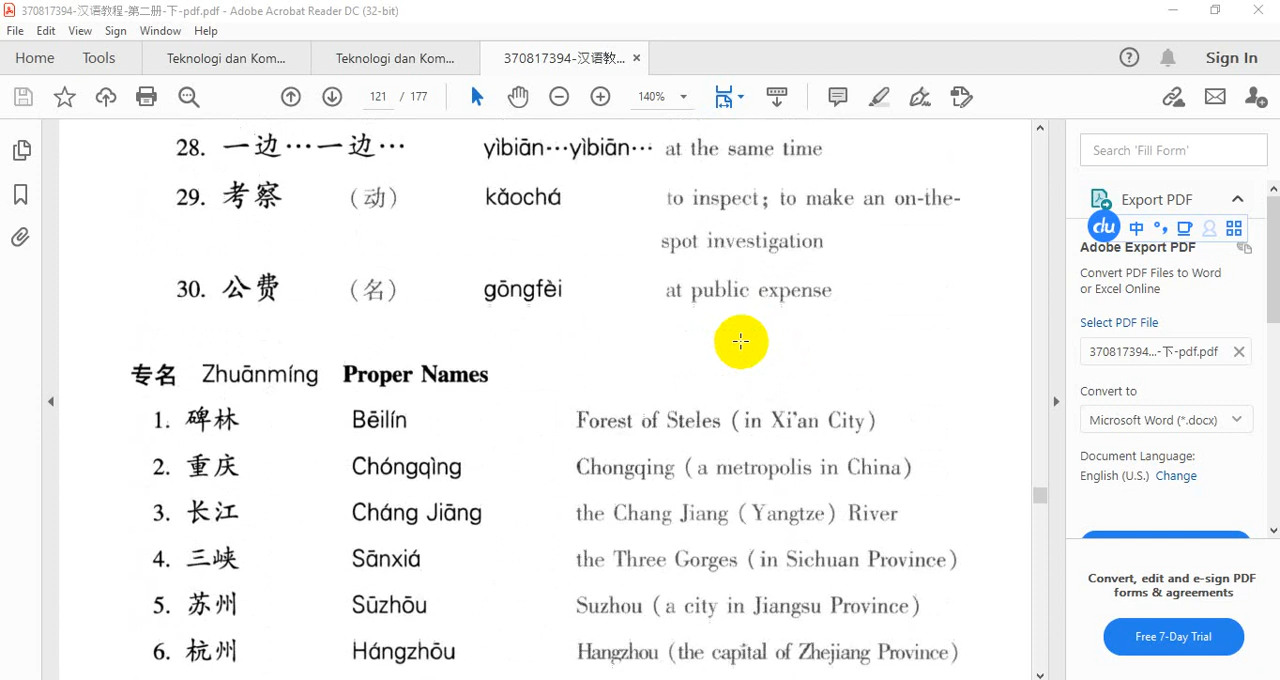 370817394-汉语教程-第二册-下-pdf.pdf - Adobe Acrobat Reader DC (32-bit)
File Edit View Sign Window Help
Home Tools Teknologi dan Kom... Teknologi dan Kom... 370817394-汉语教... × Sign In
121 / 177 140%
28. 一边…一边… yìbiān…yìbiān… at the same time
29. 考察 (动) kǎochá to inspect; to make an on-the-
spot investigation
30. 公费 (名) gōngfèi at public expense
专名 Zhuānmíng Proper Names
1. 碑林 Bēilín Forest of Steles (in Xi'an City)
2. 重庆 Chóngqìng Chongqing (a metropolis in China)
3. 长江 Cháng Jiāng the Chang Jiang (Yangtze) River
4. 三峡 Sānxiá the Three Gorges (in Sichuan Province)
5. 苏州 Sūzhōu Suzhou (a city in Jiangsu Province)
6. 杭州 Hángzhōu Hangzhou (the capital of Zhejiang Province)
Search 'Fill Form'
Export PDF
du 中
Adobe Export PDF
Convert PDF Files to Word
or Excel Online
Select PDF File
370817394...-下-pdf.pdf
Convert to
Microsoft Word (*.docx)
Document Language:
English (U.S.) Change
Convert, edit and e-sign PDF
forms & agreements
Free 7-Day Trial